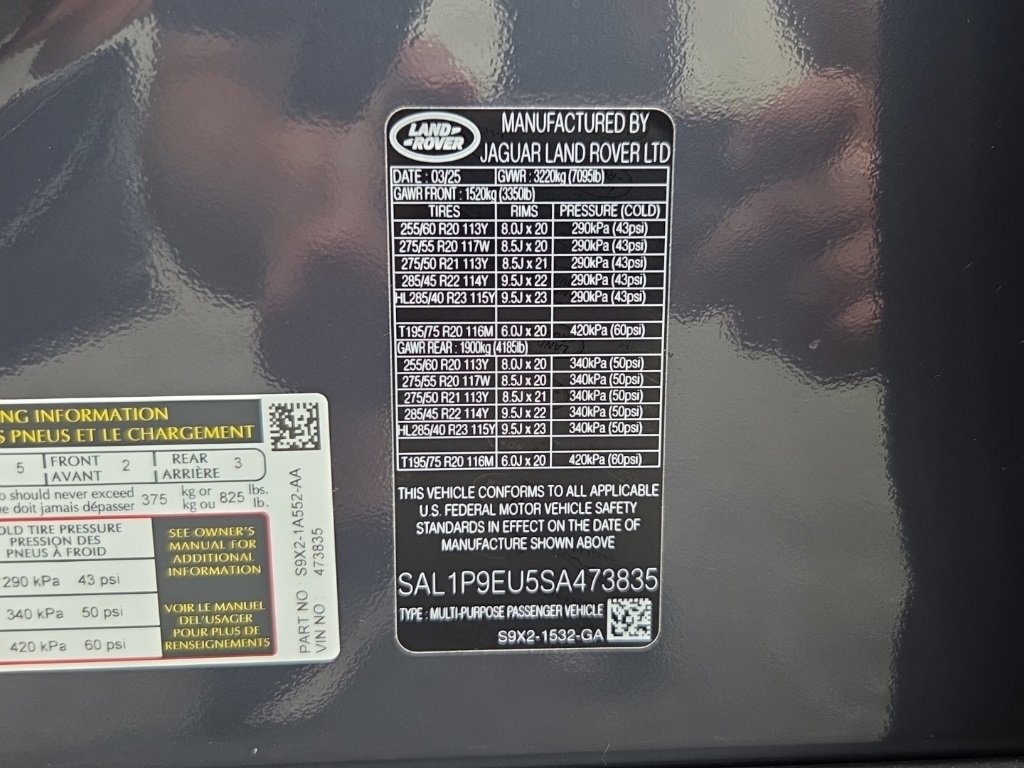 LAND-
-ROVER
MANUFACTURED BY
JAGUAR LAND ROVER LTD
DATE : 03/25 GVWR : 3220kg (7095lb)
GAWR FRONT : 1520kg (3350lb)
TIRES RIMS PRESSURE (COLD)
255/60 R20 113Y 8.0J x 20 290kPa (43psi)
275/55 R20 117W 8.5J x 20 290kPa (43psi)
275/50 R21 113Y 8.5J x 21 290kPa (43psi)
285/45 R22 114Y 9.5J x 22 290kPa (43psi)
HL285/40 R23 115Y 9.5J x 23 290kPa (43psi)
T195/75 R20 116M 6.0J x 20 420kPa (60psi)
GAWR REAR : 1900kg (4185lb)
255/60 R20 113Y 8.0J x 20 340kPa (50psi)
275/55 R20 117W 8.5J x 20 340kPa (50psi)
275/50 R21 113Y 8.5J x 21 340kPa (50psi)
285/45 R22 114Y 9.5J x 22 340kPa (50psi)
HL285/40 R23 115Y 9.5J x 23 340kPa (50psi)
T195/75 R20 116M 6.0J x 20 420kPa (60psi)
THIS VEHICLE CONFORMS TO ALL APPLICABLE
U.S. FEDERAL MOTOR VEHICLE SAFETY
STANDARDS IN EFFECT ON THE DATE OF
MANUFACTURE SHOWN ABOVE
SAL1P9EU5SA473835
TYPE : MULTI-PURPOSE PASSENGER VEHICLE
S9X2-1532-GA
INFORMATION
PNEUS ET LE CHARGEMENT
5 FRONT 2 REAR 3
AVANT ARRIÈRE
should never exceed 375 kg or 825 lbs.
doit jamais dépasser kg ou lb.
TIRE PRESSURE
PRESSION DES
PNEUS À FROID
290 kPa 43 psi
340 kPa 50 psi
420 kPa 60 psi
SEE OWNER'S
MANUAL FOR
ADDITIONAL
INFORMATION
VOIR LE MANUEL
DEL'USAGER
POUR PLUS DE
RENSEIGNEMENTS
PART NO : S9X2-1A552-AA
VIN NO : 473835